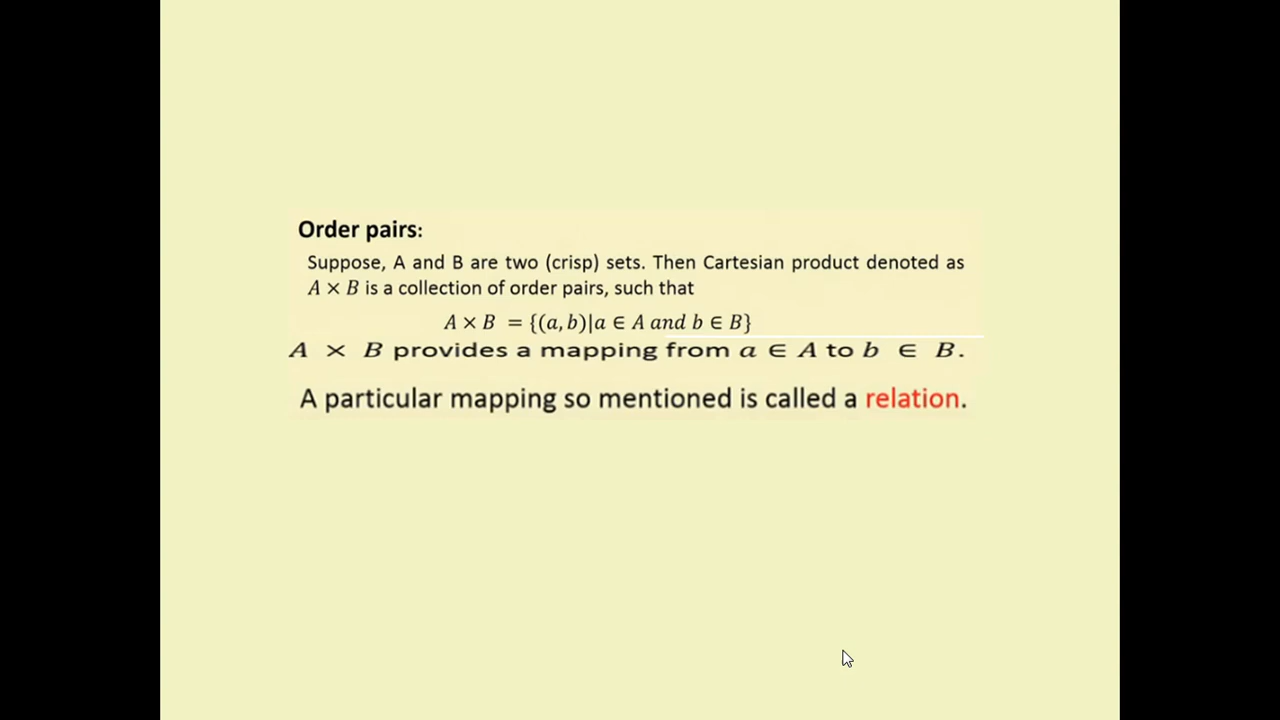 Order pairs:
Suppose, A and B are two (crisp) sets. Then Cartesian product denoted as
A × B is a collection of order pairs, such that
A × B = {(a, b)|a ∈ A and b ∈ B}
A × B provides a mapping from a ∈ A to b ∈ B.
A particular mapping so mentioned is called a relation.